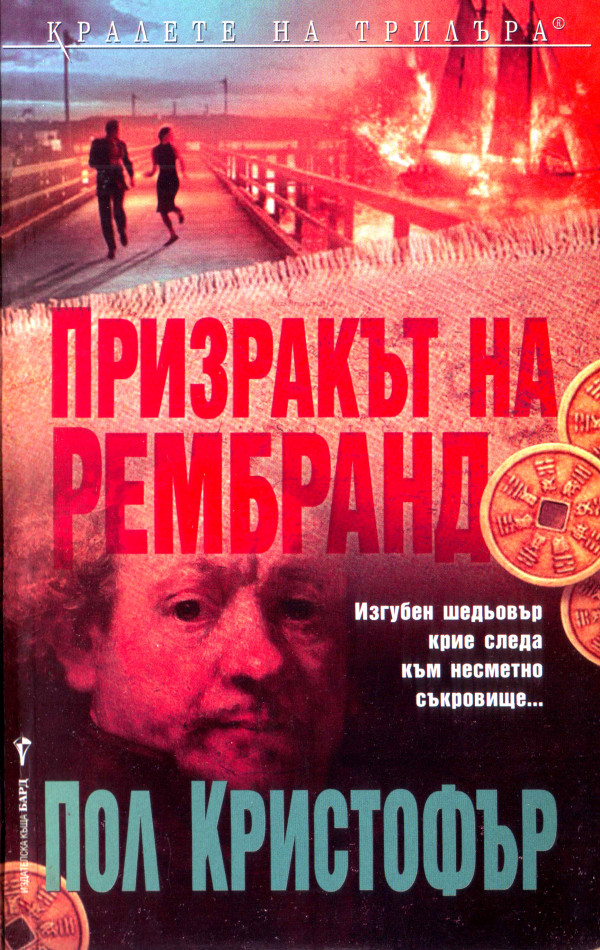 КРАЛЕТЕ НА ТРИЛЪРА®
ПРИЗРАКЪТ НА
РЕМБРАНД
Изгубен шедьовър
крие следа
към несметно
съкровище...
ИЗДАТЕЛСКА КЪЩА БАРД
ПОЛ КРИСТОФЪР